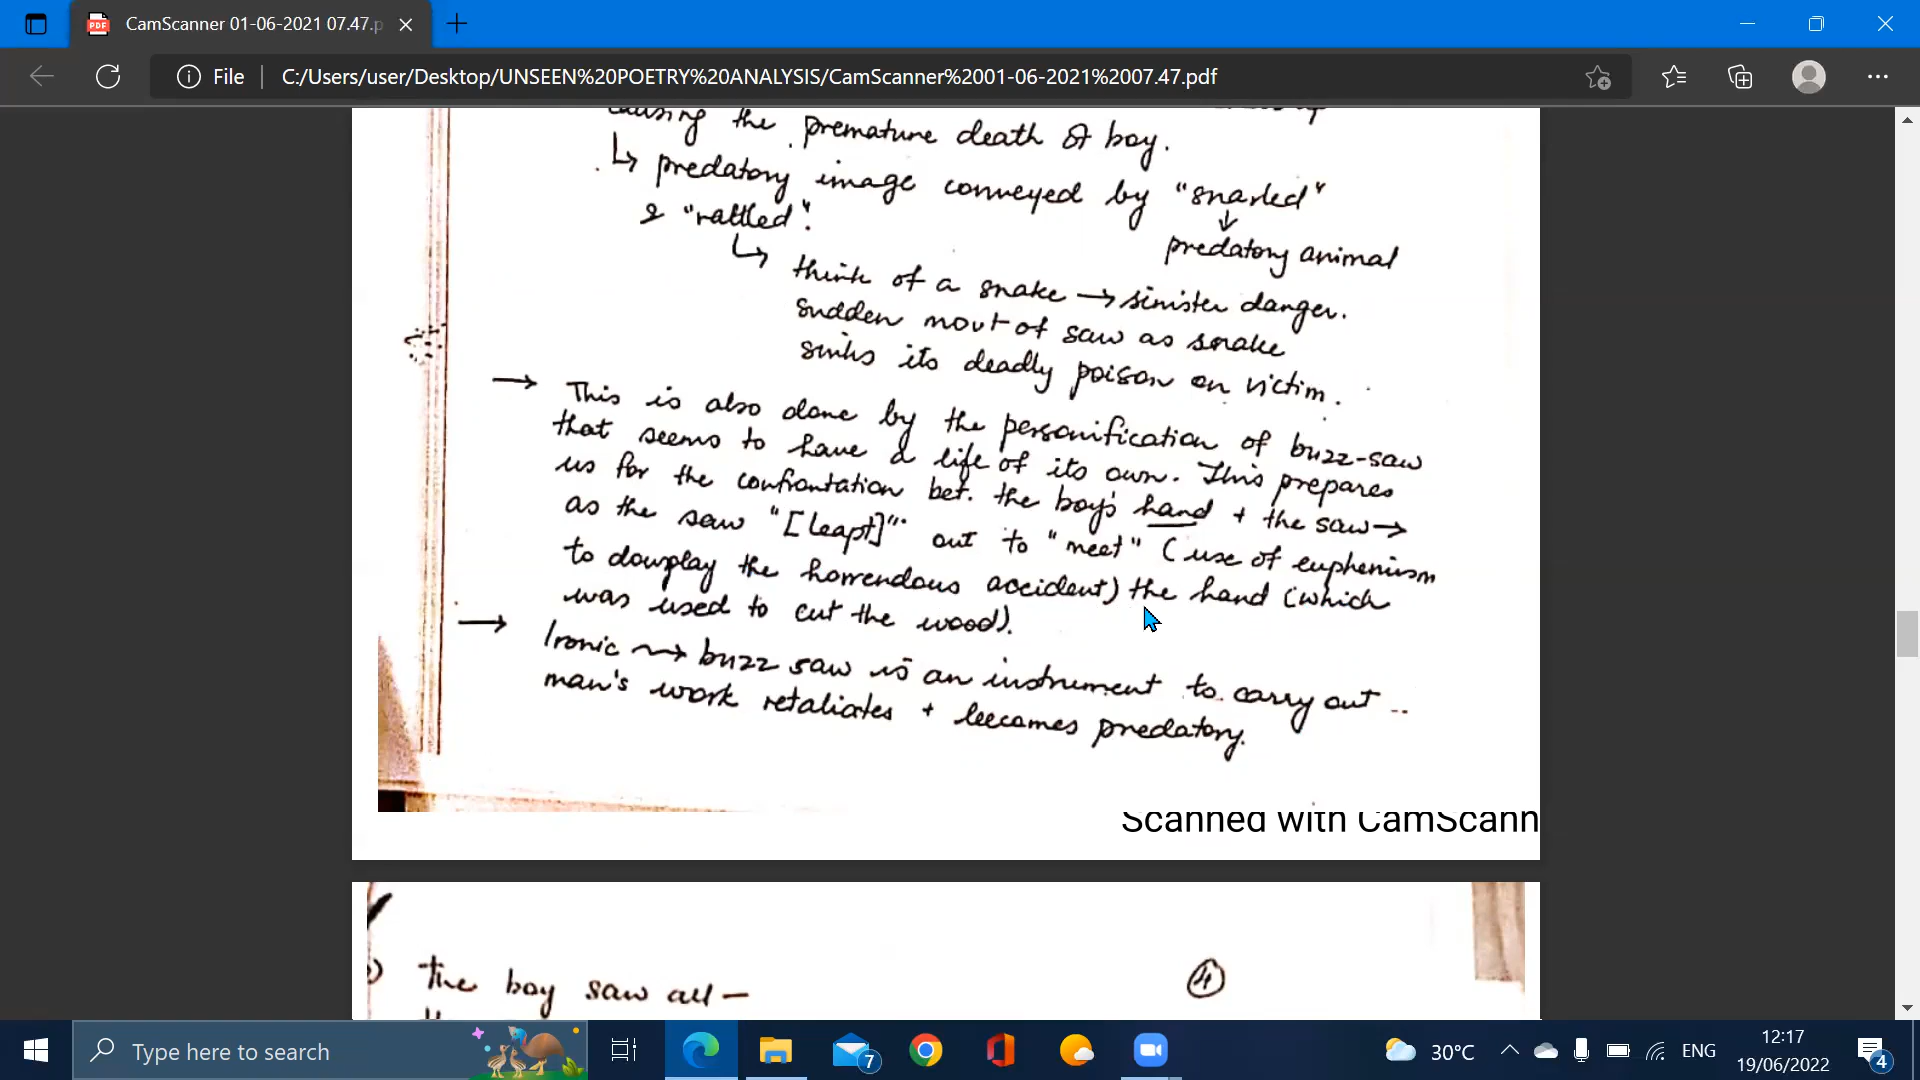 CamScanner 01-06-2021 07.47.p
File
C:/Users/user/Desktop/UNSEEN%20POETRY%20ANALYSIS/CamScanner%2001-06-2021%2007.47.pdf
causing the premature death of boy.
↳ predatory image conveyed by "snarled"
& "rattled".
↓
predatory animal
↳ think of a snake → sinister danger.
sudden movt of saw as snake
sinks its deadly poison on victim.
→ This is also done by the personification of buzz-saw
that seems to have a life of its own. This prepares
us for the confrontation bet. the boy's hand + the saw →
as the saw "[leapt]" out to "meet" (use of euphemism
to downplay the horrendous accident) the hand (which
was used to cut the wood).
→ Ironic → buzz saw is an instrument to carry out
man's work retaliates + becomes predatory.
Scanned with CamScann
the boy saw all —
4
Type here to search
7
30°C
ENG
12:17
19/06/2022
4